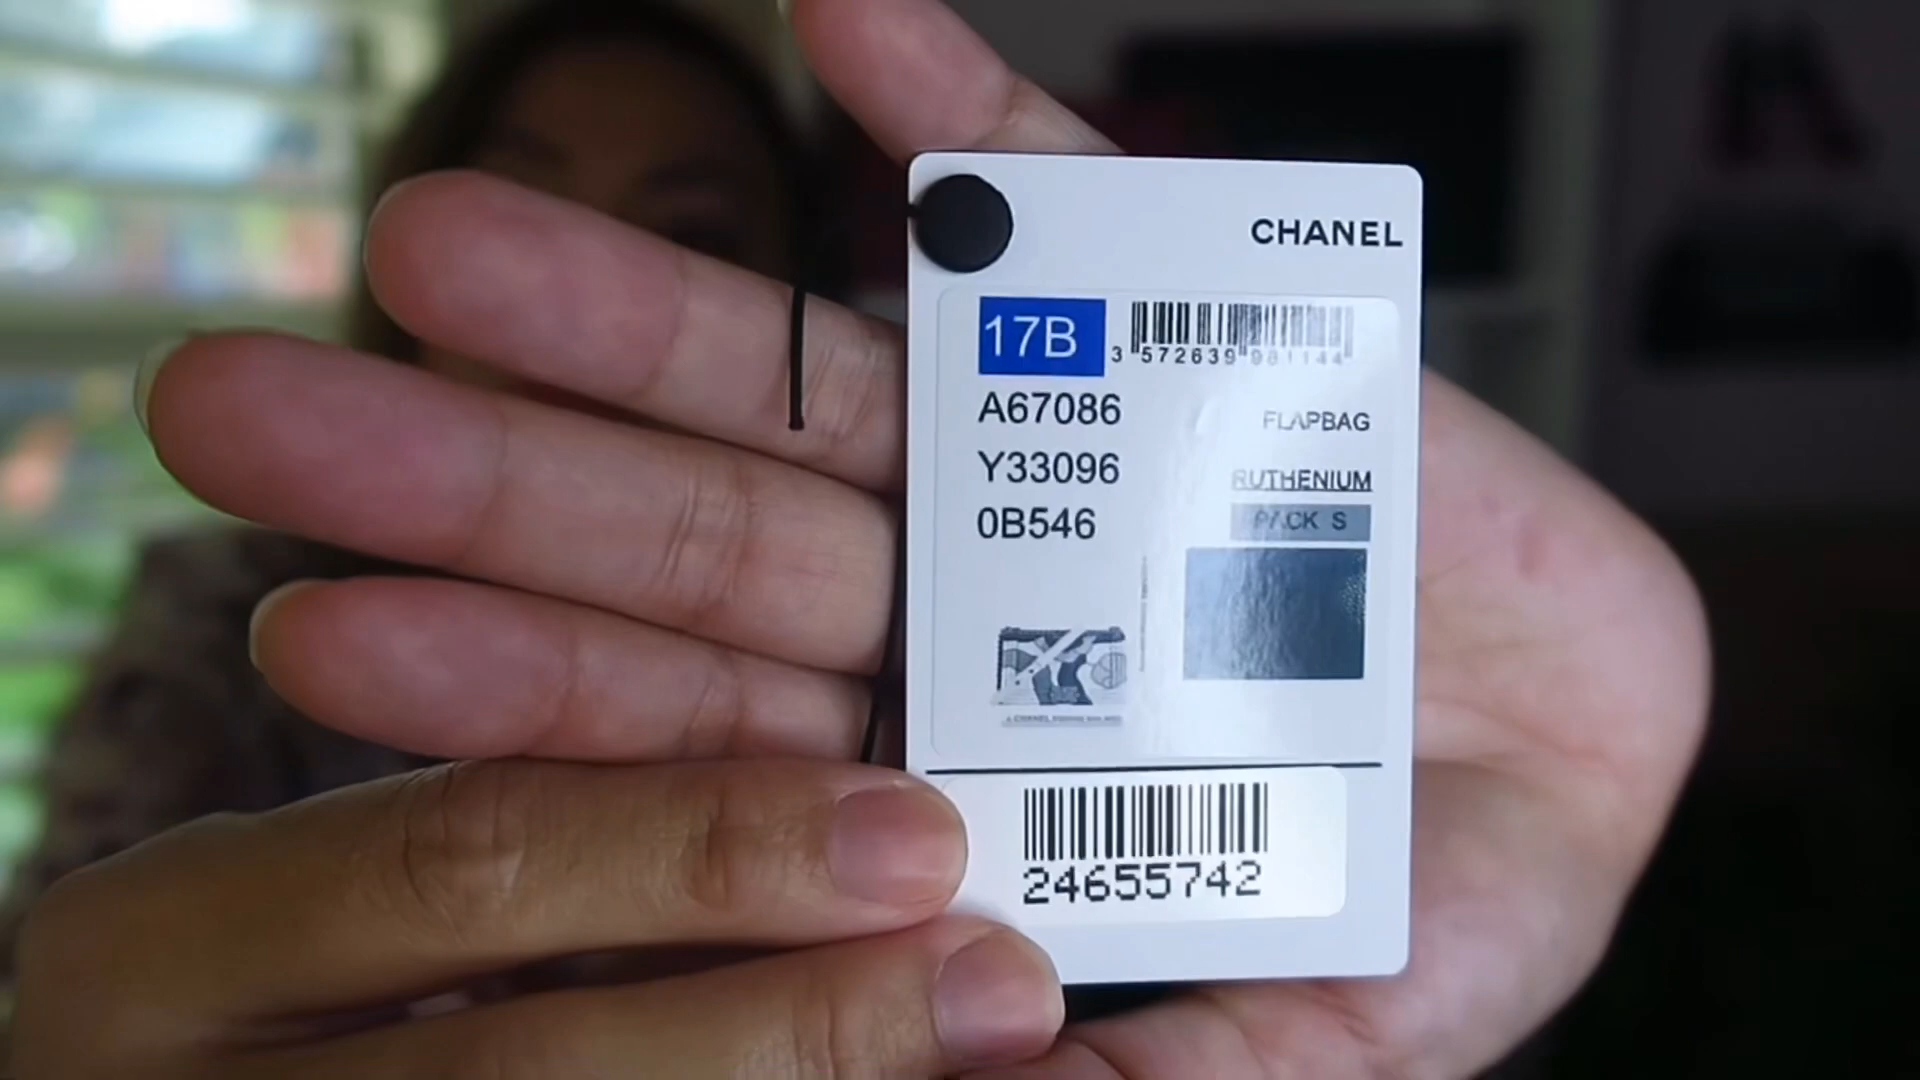 CHANEL
17B
3 572639 981144
A67086
FLAPBAG
Y33096
RUTHENIUM
0B546
PACK S
24655742